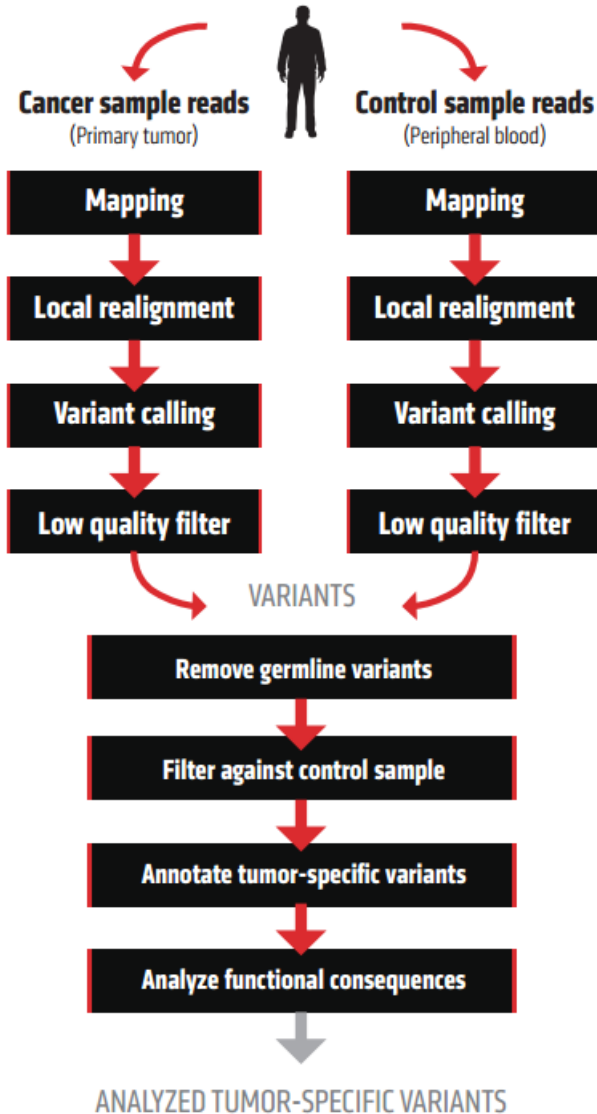 Cancer sample reads
(Primary tumor)
Control sample reads
(Peripheral blood)
Mapping
Mapping
Local realignment
Local realignment
Variant calling
Variant calling
Low quality filter
Low quality filter
VARIANTS
Remove germline variants
Filter against control sample
Annotate tumor-specific variants
Analyze functional consequences
ANALYZED TUMOR-SPECIFIC VARIANTS